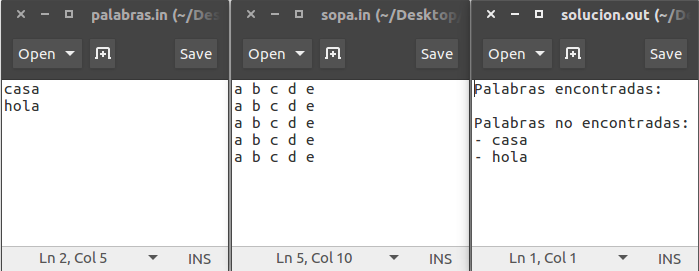 palabras.in (~/Des
Open
Save
casa
hola
Ln 2, Col 5
INS
sopa.in (~/Desktop/
Open
Save
a b c d e
a b c d e
a b c d e
a b c d e
a b c d e
Ln 5, Col 10
INS
solucion.out (~/De
Open
Save
Palabras encontradas:
Palabras no encontradas:
- casa
- hola
Ln 1, Col 1
INS